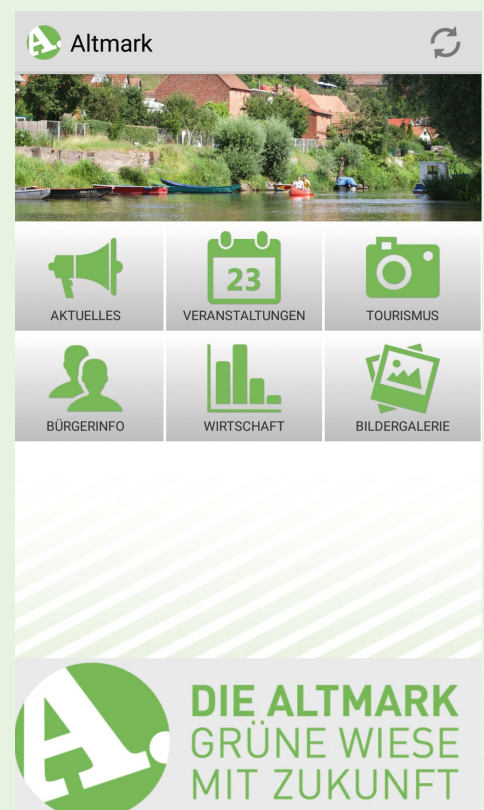 A.
Altmark
23
AKTUELLES
VERANSTALTUNGEN
TOURISMUS
BÜRGERINFO
WIRTSCHAFT
BILDERGALERIE
A.
DIE ALTMARK
GRÜNE WIESE
MIT ZUKUNFT